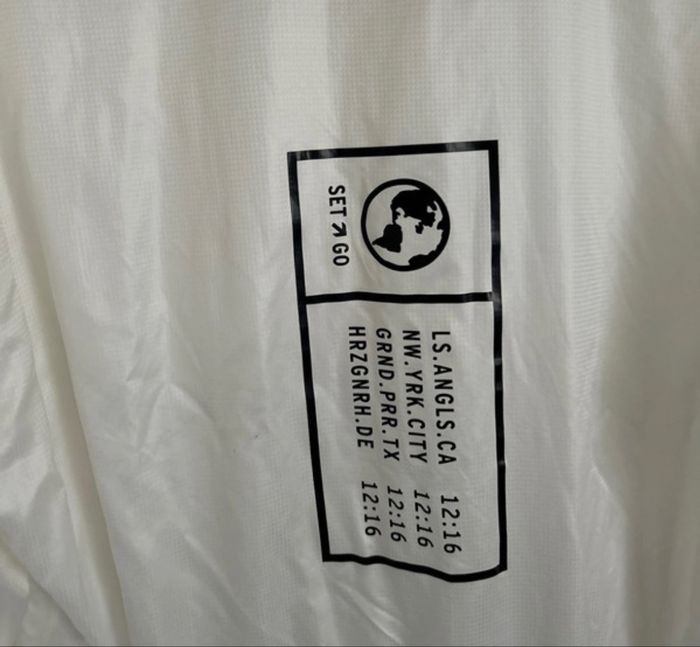 SET↗GO
LS.ANGLS.CA 12:16
NW.YRK.CITY 12:16
GRND.PRR.TX 12:16
HRZGNRH.DE 12:16